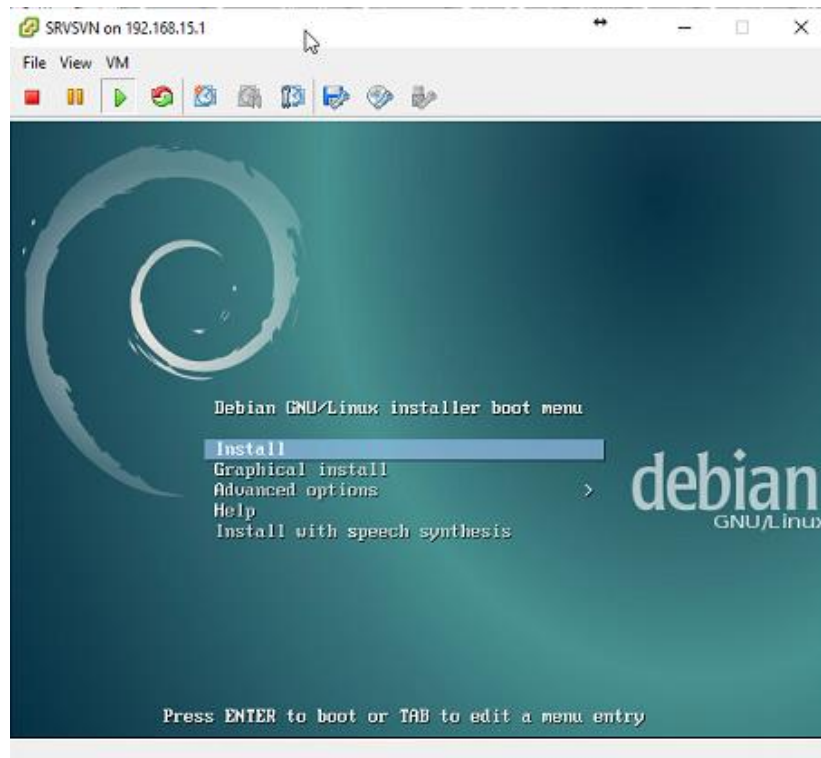 SRVSVN on 192.168.15.1
File View VM
Debian GNU/Linux installer boot menu
Install
Graphical install
Advanced options >
Help
Install with speech synthesis
debian
GNU/Linux
Press ENTER to boot or TAB to edit a menu entry